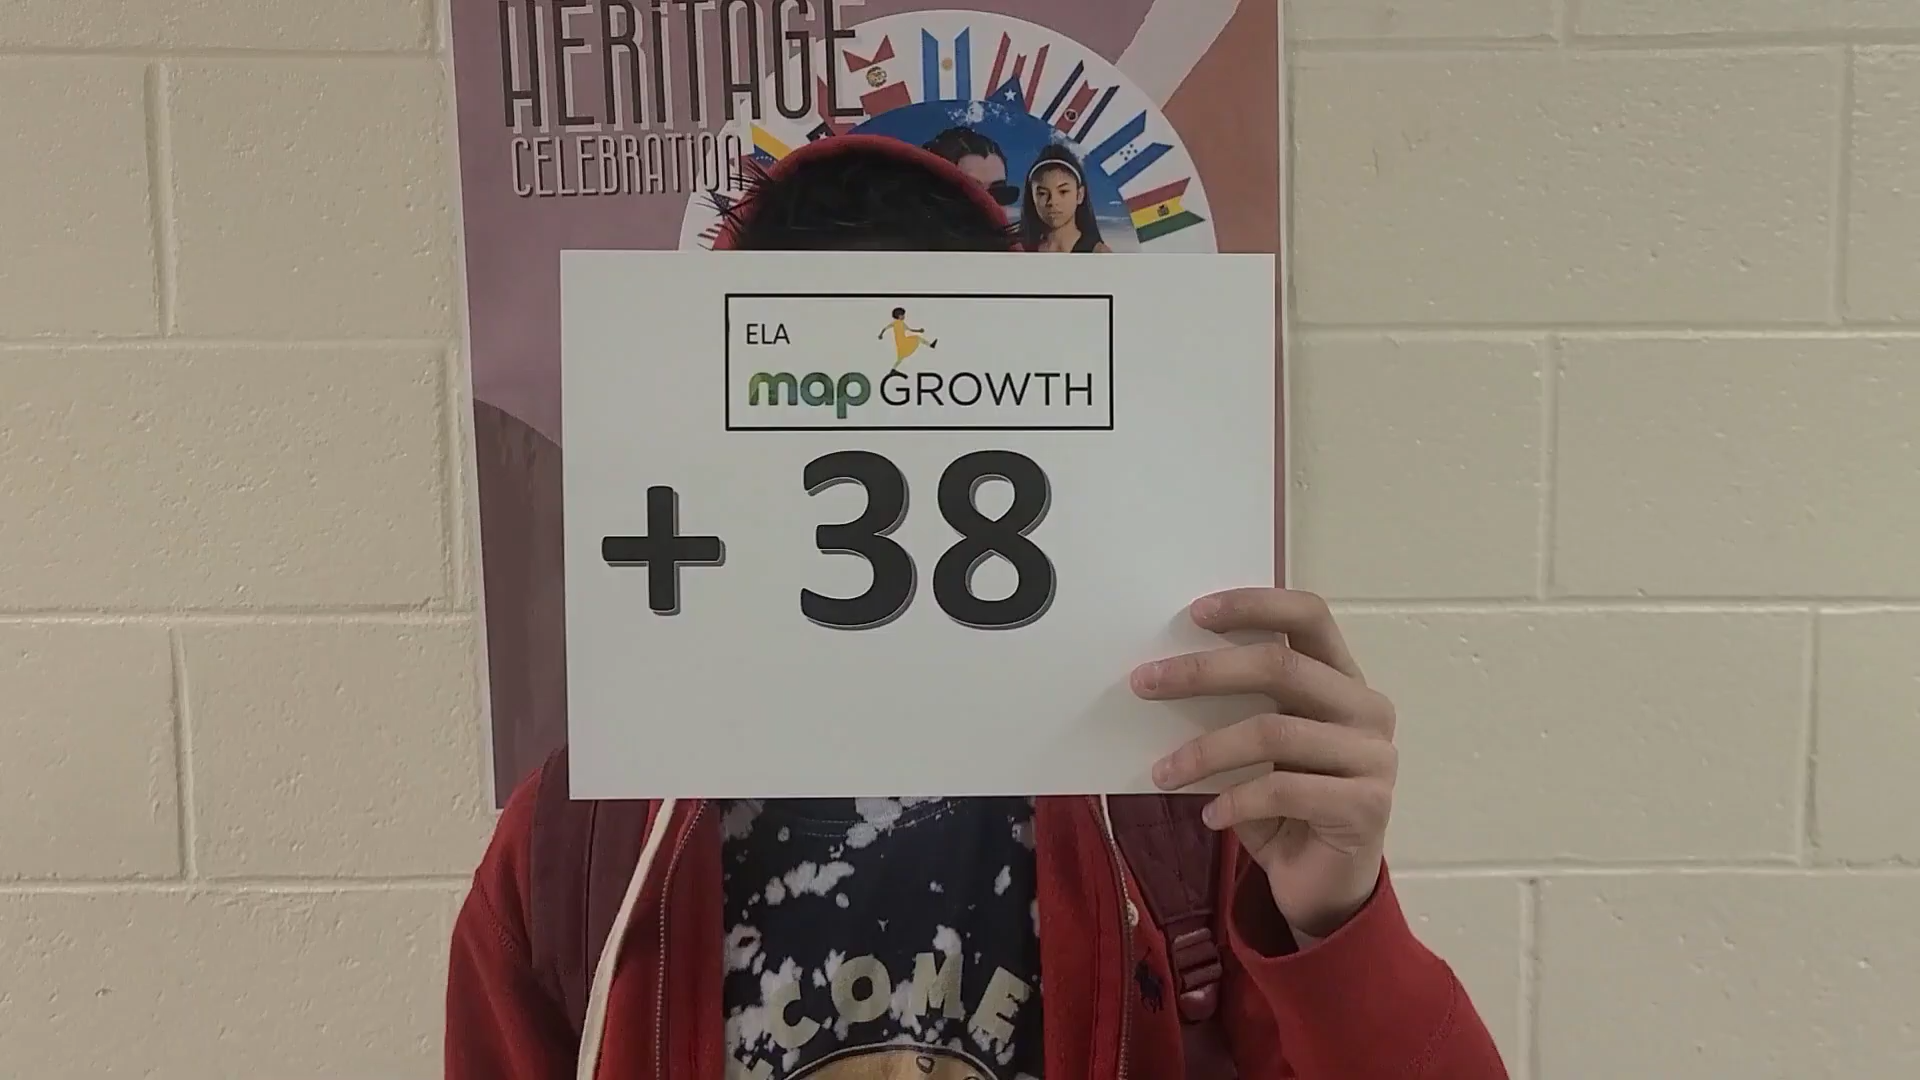 HERITAGE
CELEBRATION
ELA
map GROWTH
+ 38
COME